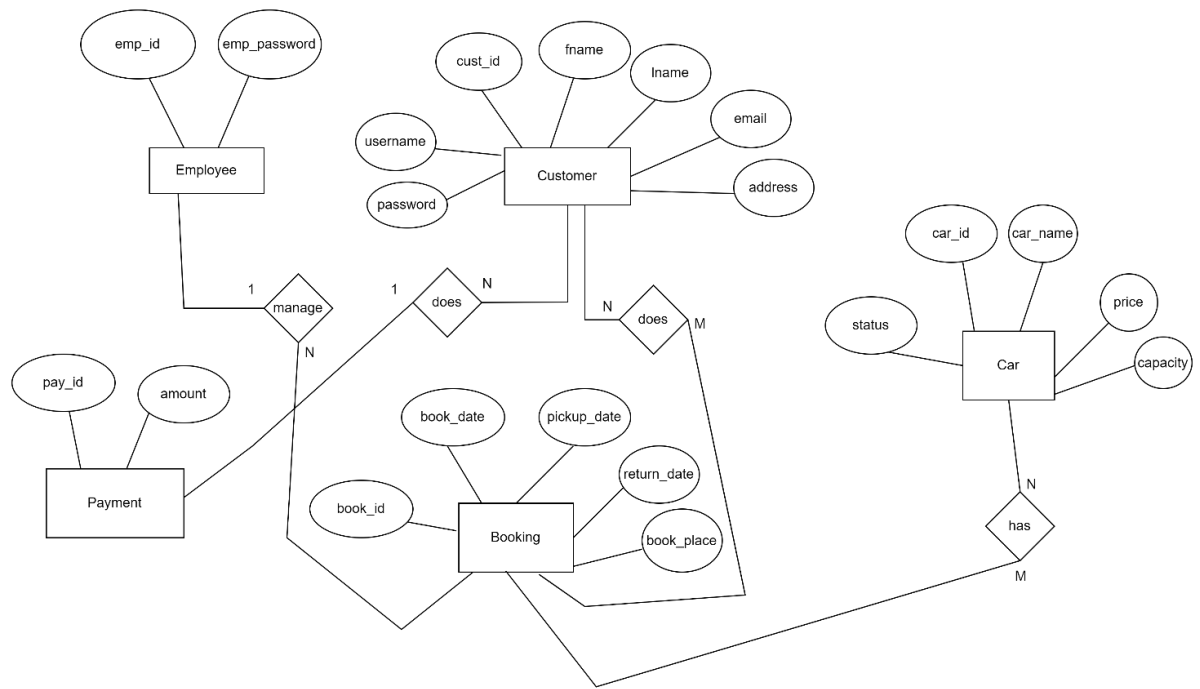 emp_id
emp_password
fname
cust_id
lname
email
username
Employee
Customer
address
password
car_id
car_name
1
manage
N
1
does
N
N
does
M
price
status
Car
capacity
pay_id
amount
book_date
pickup_date
return_date
N
Payment
book_id
Booking
book_place
has
M